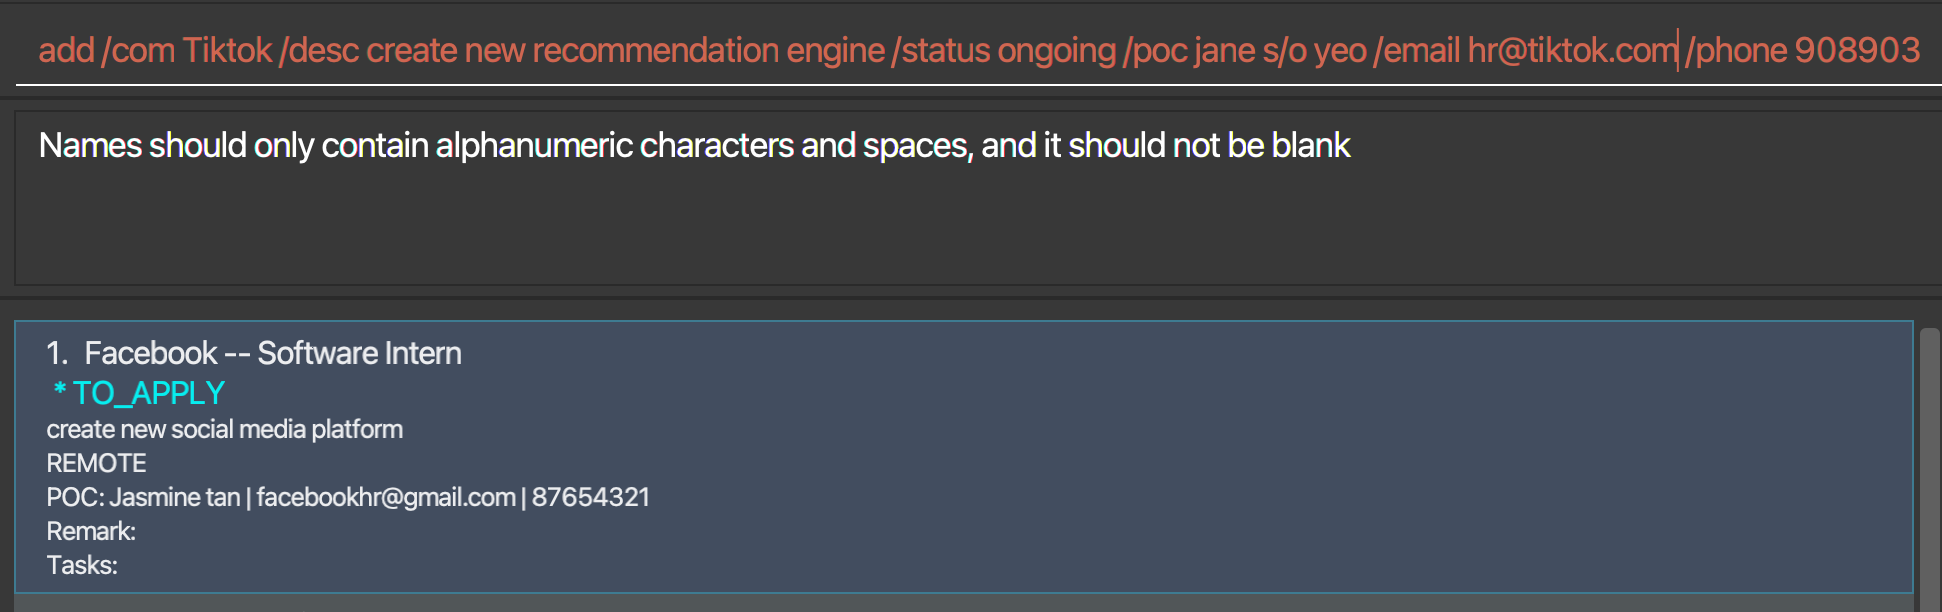 add /com Tiktok /desc create new recommendation engine /status ongoing /poc jane s/o yeo /email hr@tiktok.com /phone 908903
Names should only contain alphanumeric characters and spaces, and it should not be blank
1. Facebook -- Software Intern
* TO_APPLY
create new social media platform
REMOTE
POC: Jasmine tan | facebookhr@gmail.com | 87654321
Remark:
Tasks: